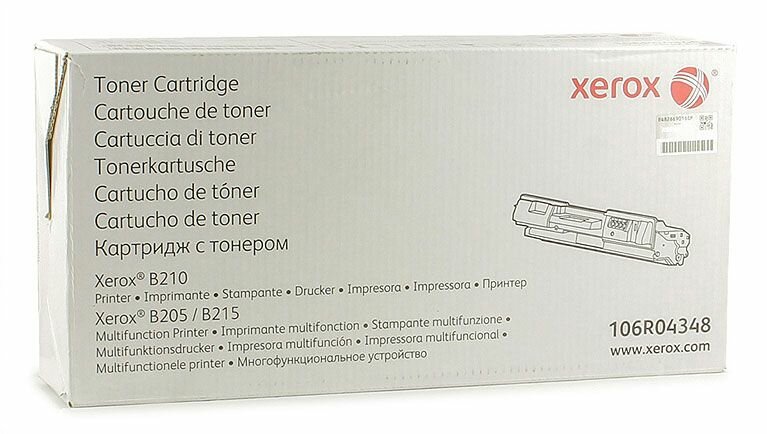 Toner Cartridge
Cartouche de toner
Cartuccia di toner
Tonerkartusche
Cartucho de tóner
Cartucho de toner
Картридж с тонером
Xerox® B210
Printer • Imprimante • Stampante • Drucker • Impresora • Impressora • Принтер
Xerox® B205 / B215
Multifunction Printer • Imprimante multifonction • Stampante multifunzione •
Multifunktionsdrucker • Impresora multifunción • Impressora multifuncional •
Multifunctionele printer • Многофункциональное устройство
xerox
106R04348
www.xerox.com